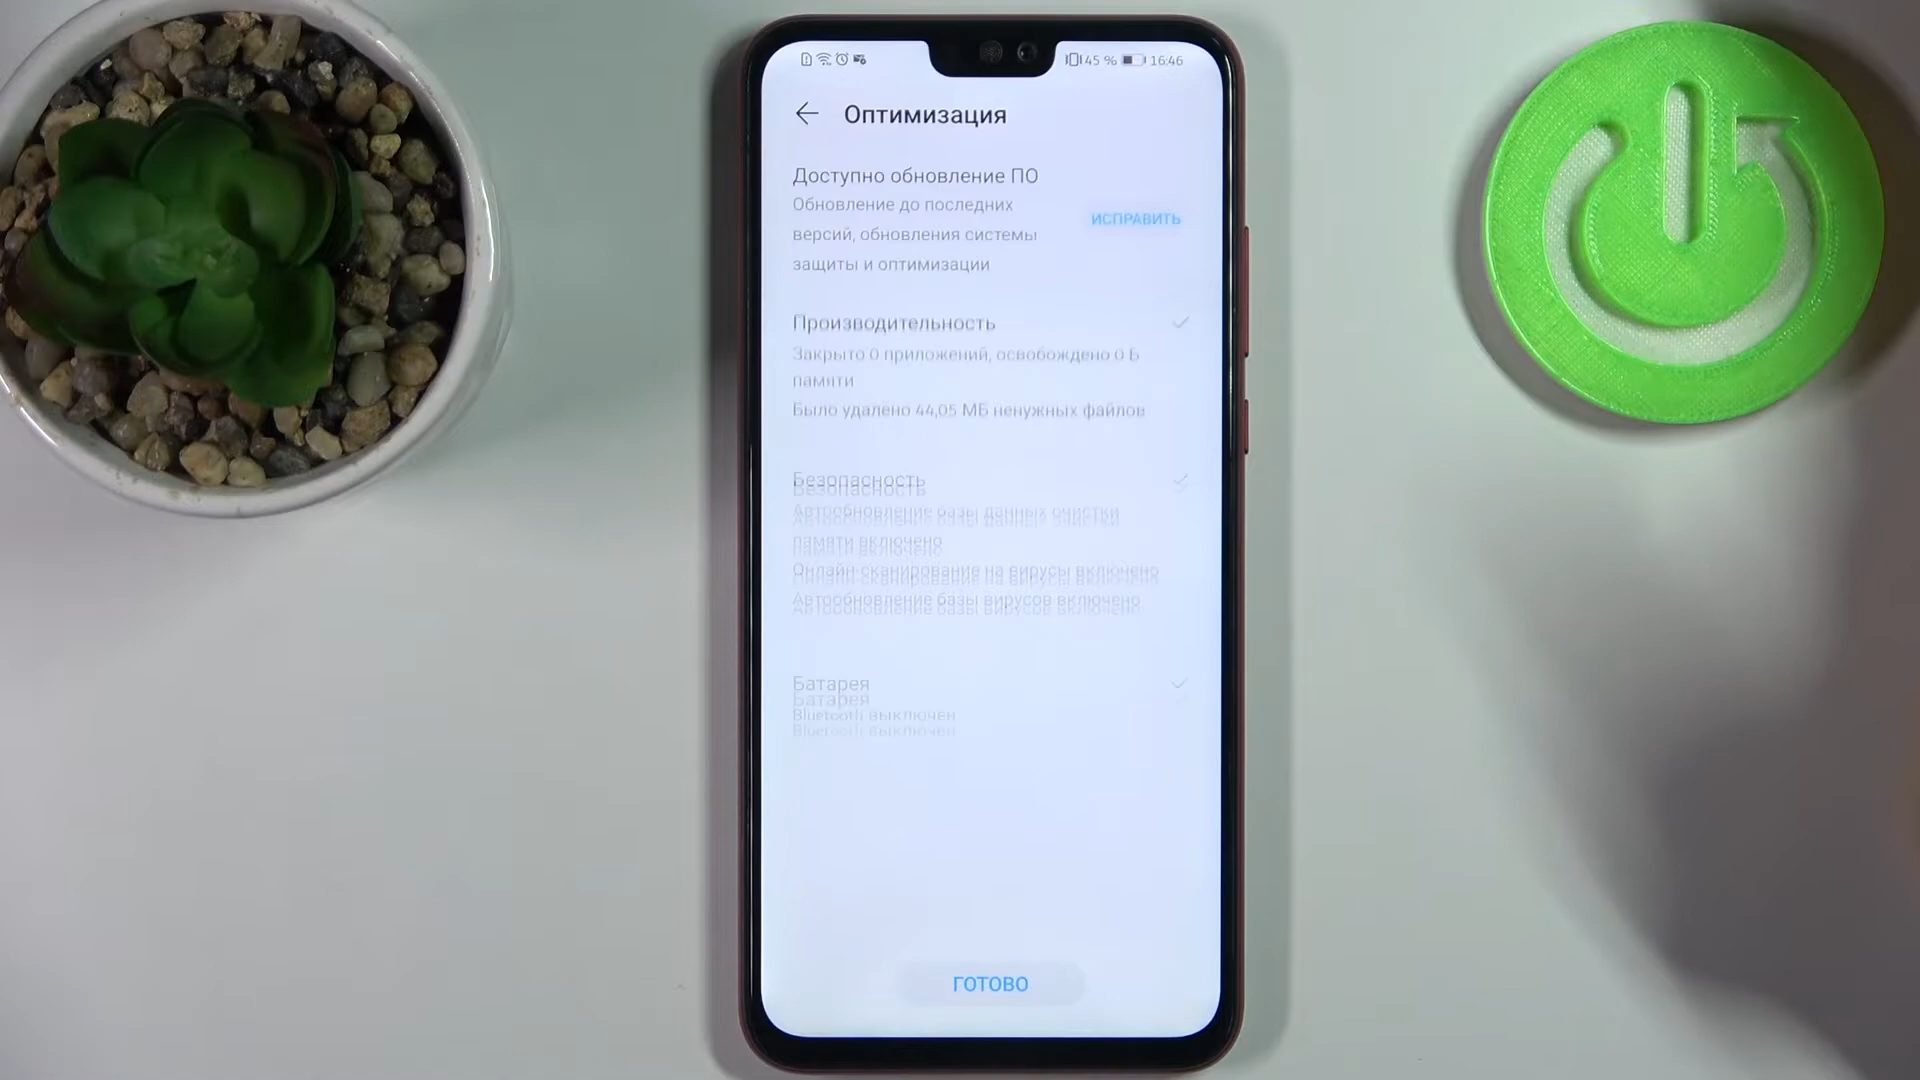 45 % 16:46
Оптимизация
Доступно обновление ПО
Обновление до последних
версий, обновления системы
защиты и оптимизации
ИСПРАВИТЬ
Производительность
Закрыто 0 приложений, освобождено 0 Б
памяти
Было удалено 44,05 МБ ненужных файлов
Безопасность
Автообновление базы данных очистки
памяти включено
Онлайн-сканирование на вирусы включено
Автообновление базы вирусов включено
Батарея
Bluetooth выключен
ГОТОВО